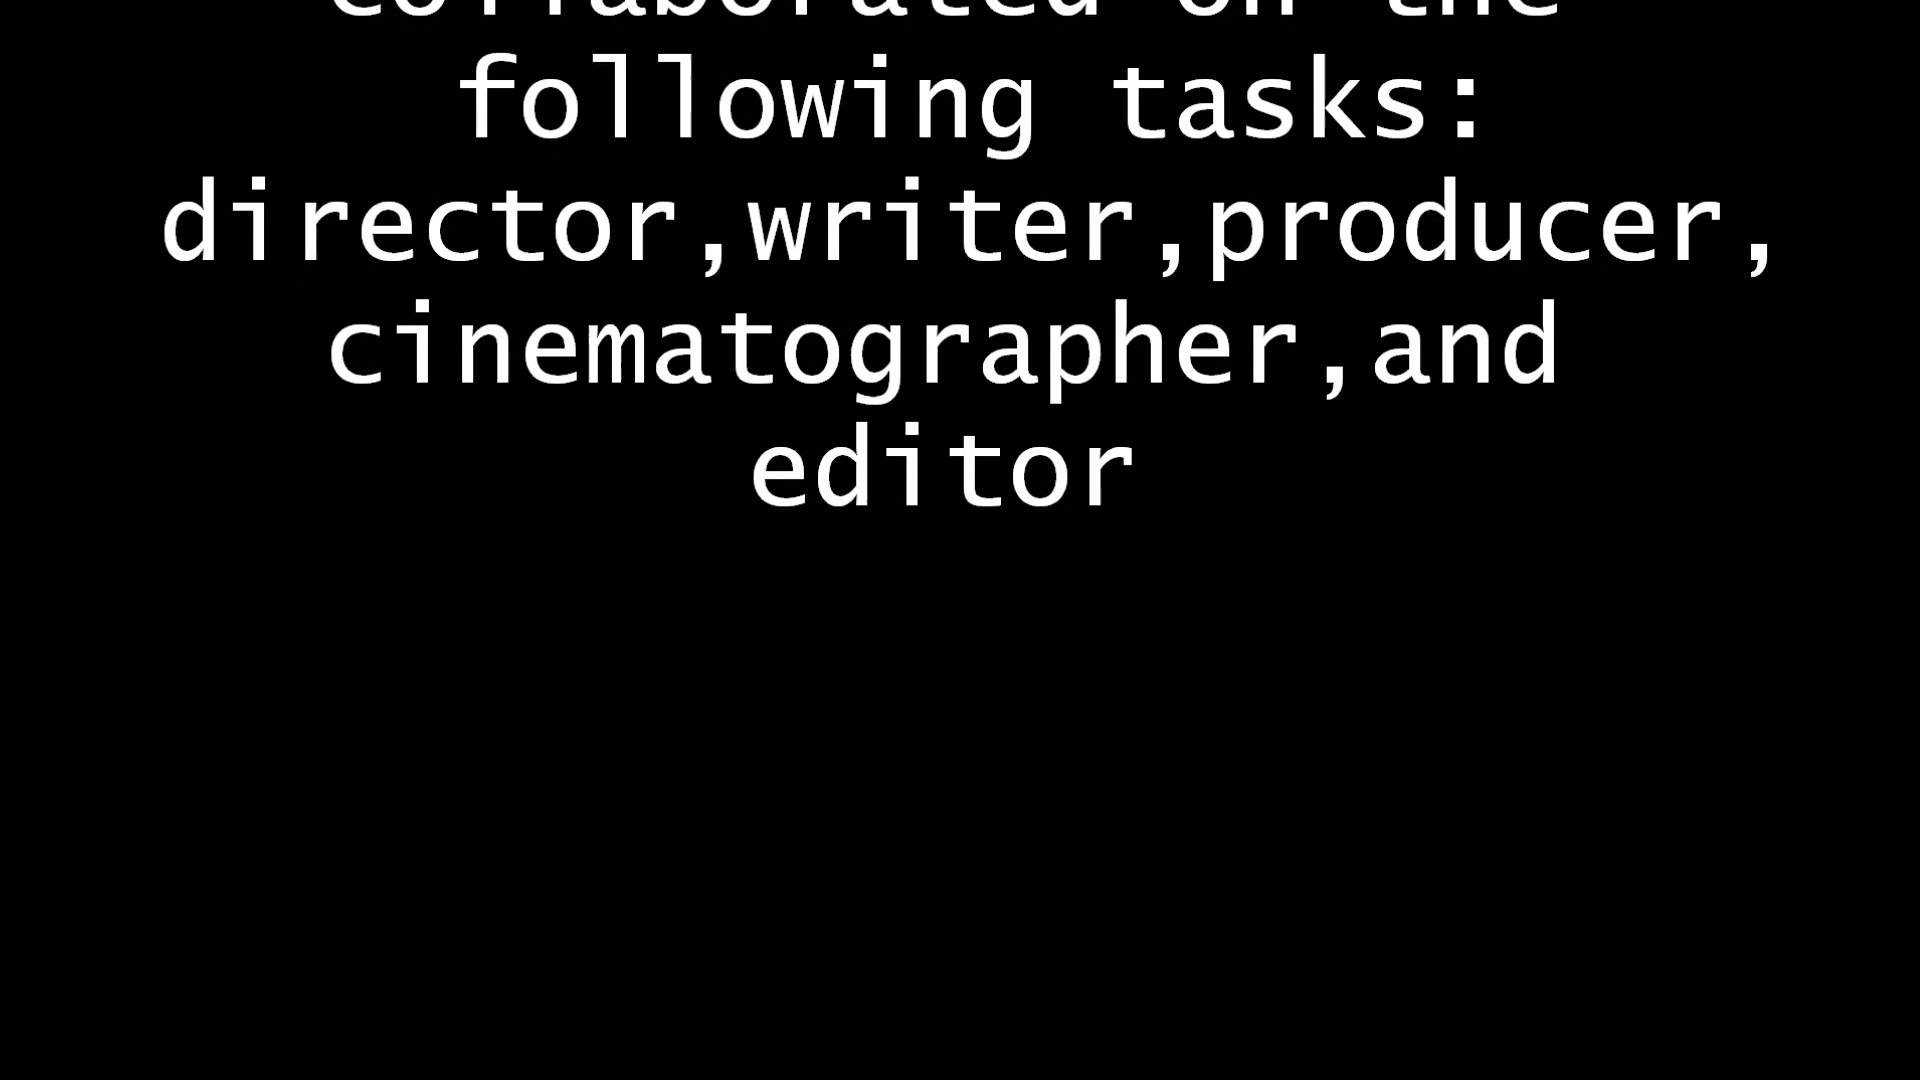 collaborated on the
following tasks:
director,writer,producer,
cinematographer,and
editor